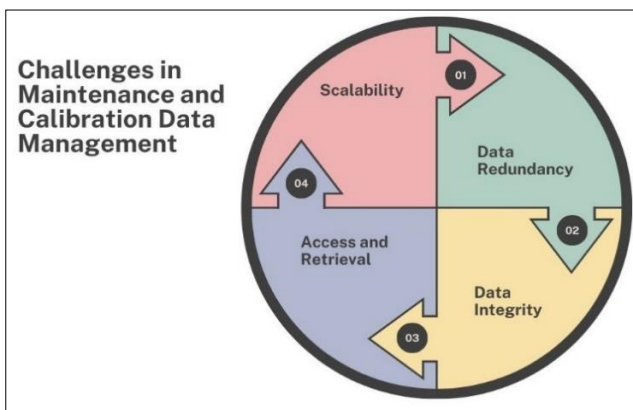 Challenges in
Maintenance and
Calibration Data
Management
Scalability
01
Data
Redundancy
02
Data
Integrity
03
Access and
Retrieval
04